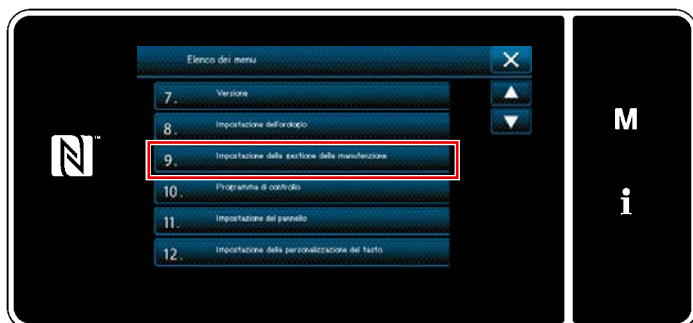 Elenco dei menu
7. Versione
8. Impostazione dell'orologio
9. Impostazione della gestione della manutenzione
10. Programma di controllo
11. Impostazione del pannello
12. Impostazione della personalizzazione del tasto
M
i